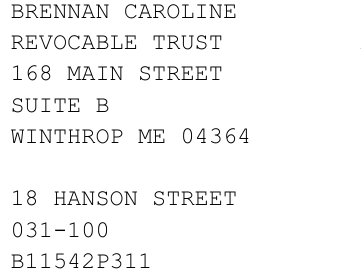 BRENNAN CAROLINE
REVOCABLE TRUST
168 MAIN STREET
SUITE B
WINTHROP ME 04364
18 HANSON STREET
031-100
B11542P311